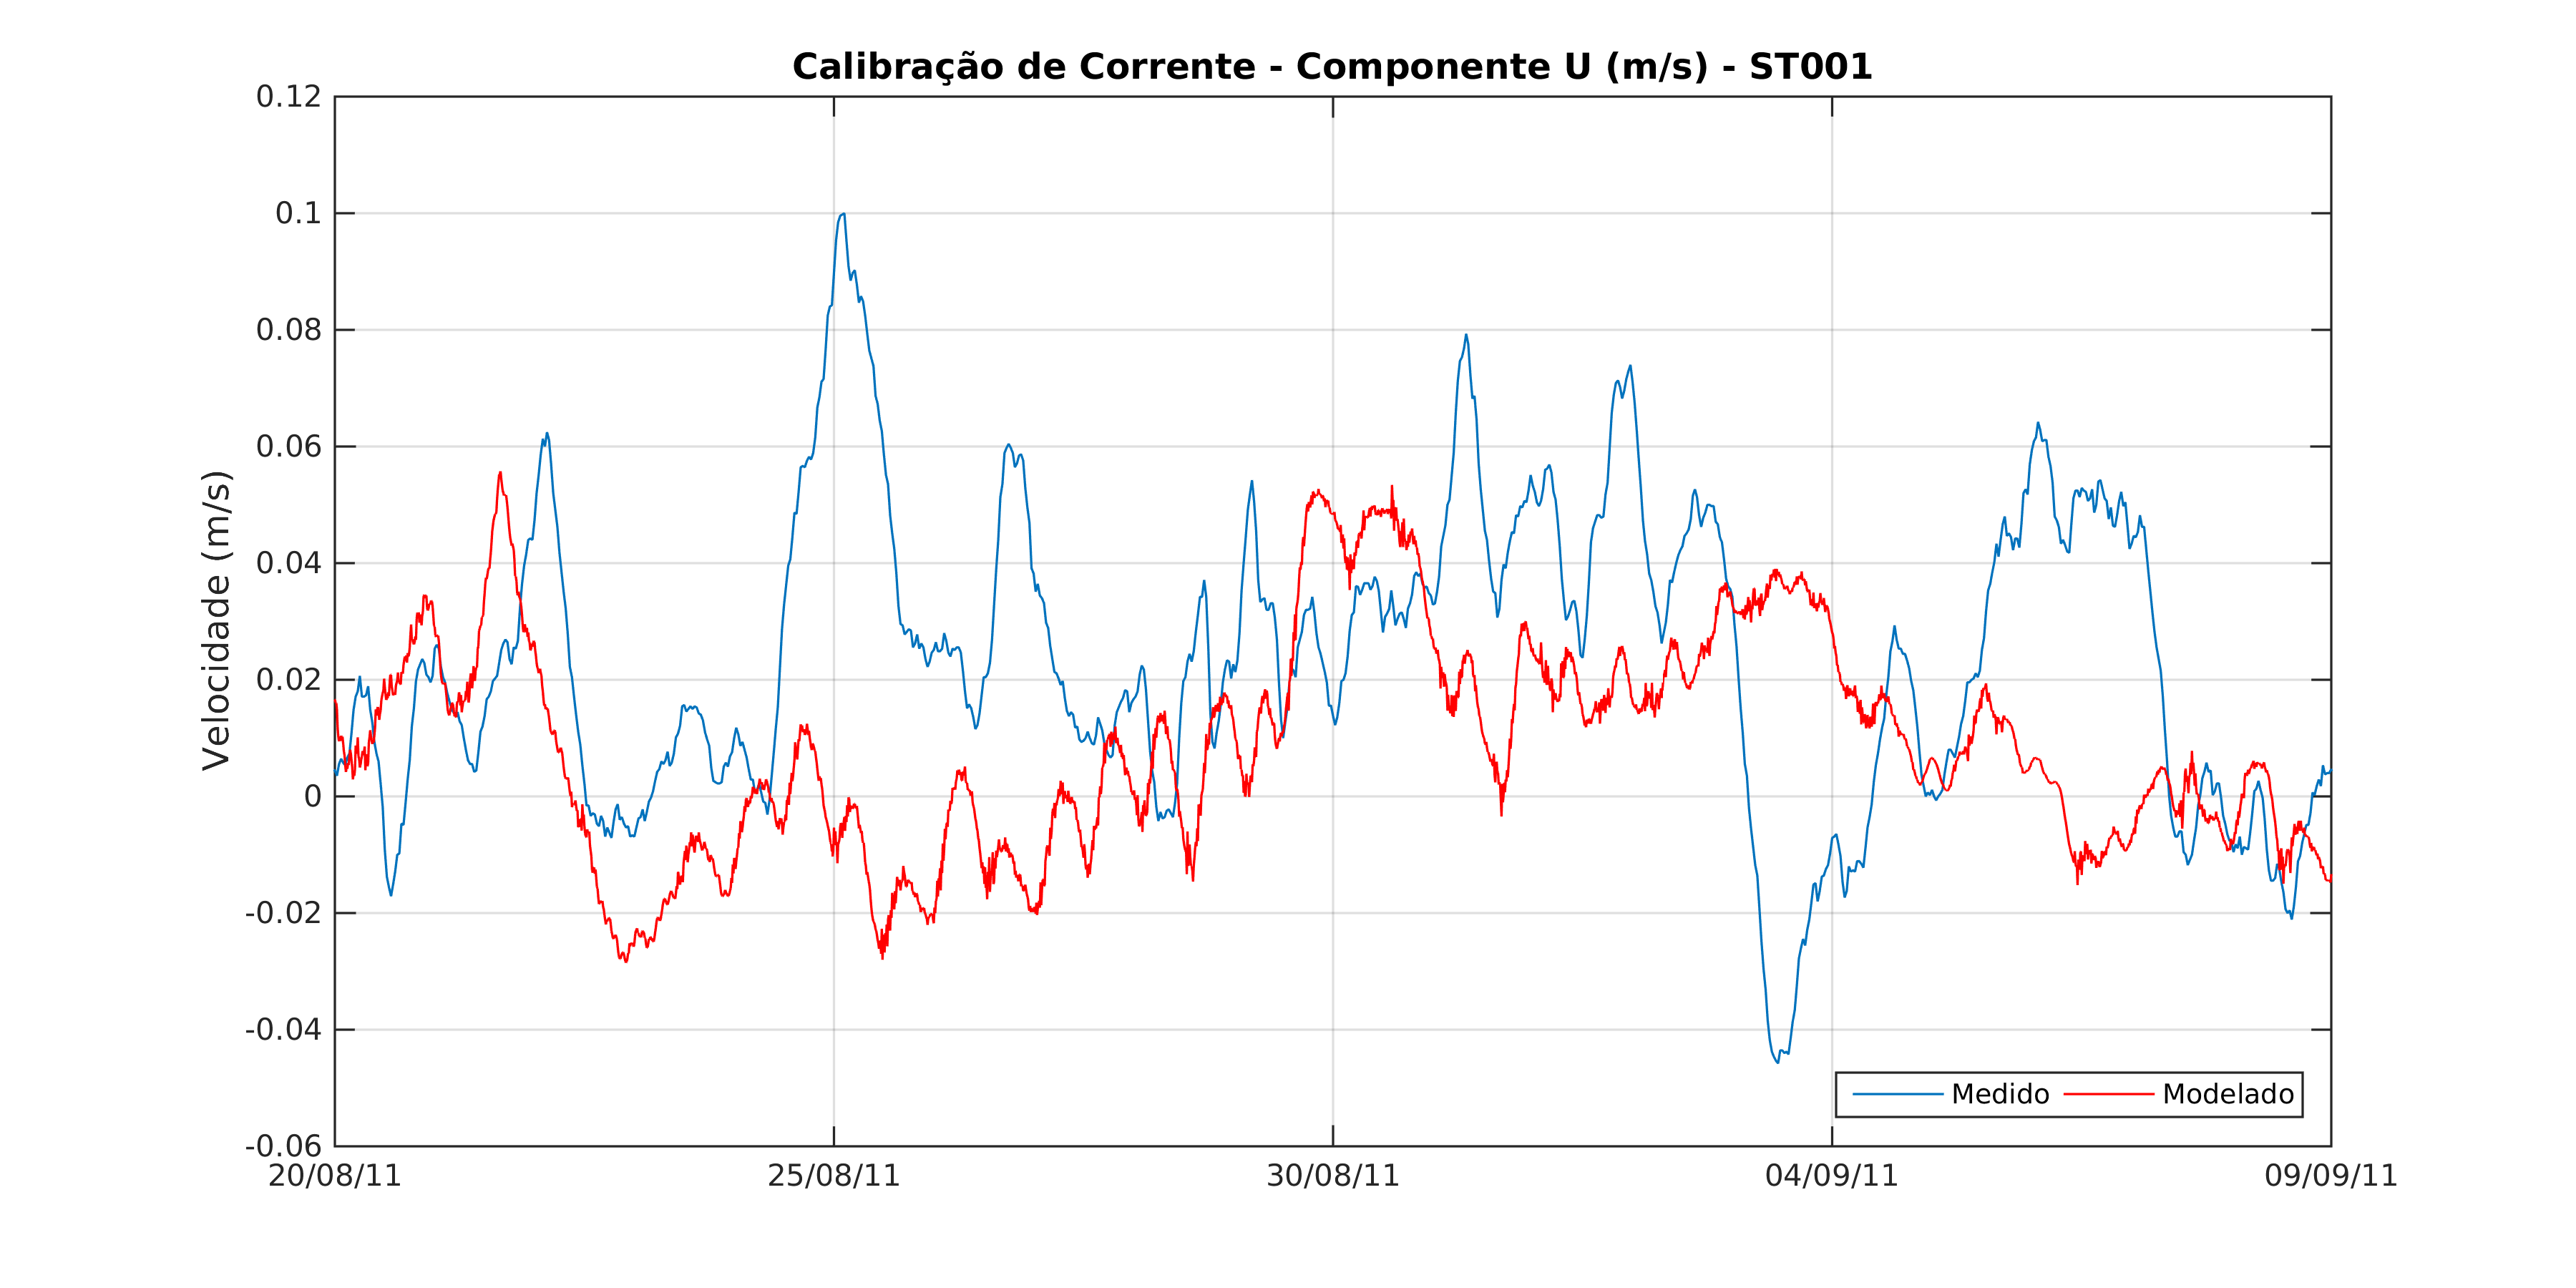 Calibração de Corrente - Componente U (m/s) - ST001
Velocidade (m/s)
0.12
0.1
0.08
0.06
0.04
0.02
0
-0.02
-0.04
-0.06
20/08/11 25/08/11 30/08/11 04/09/11 09/09/11
Medido Modelado